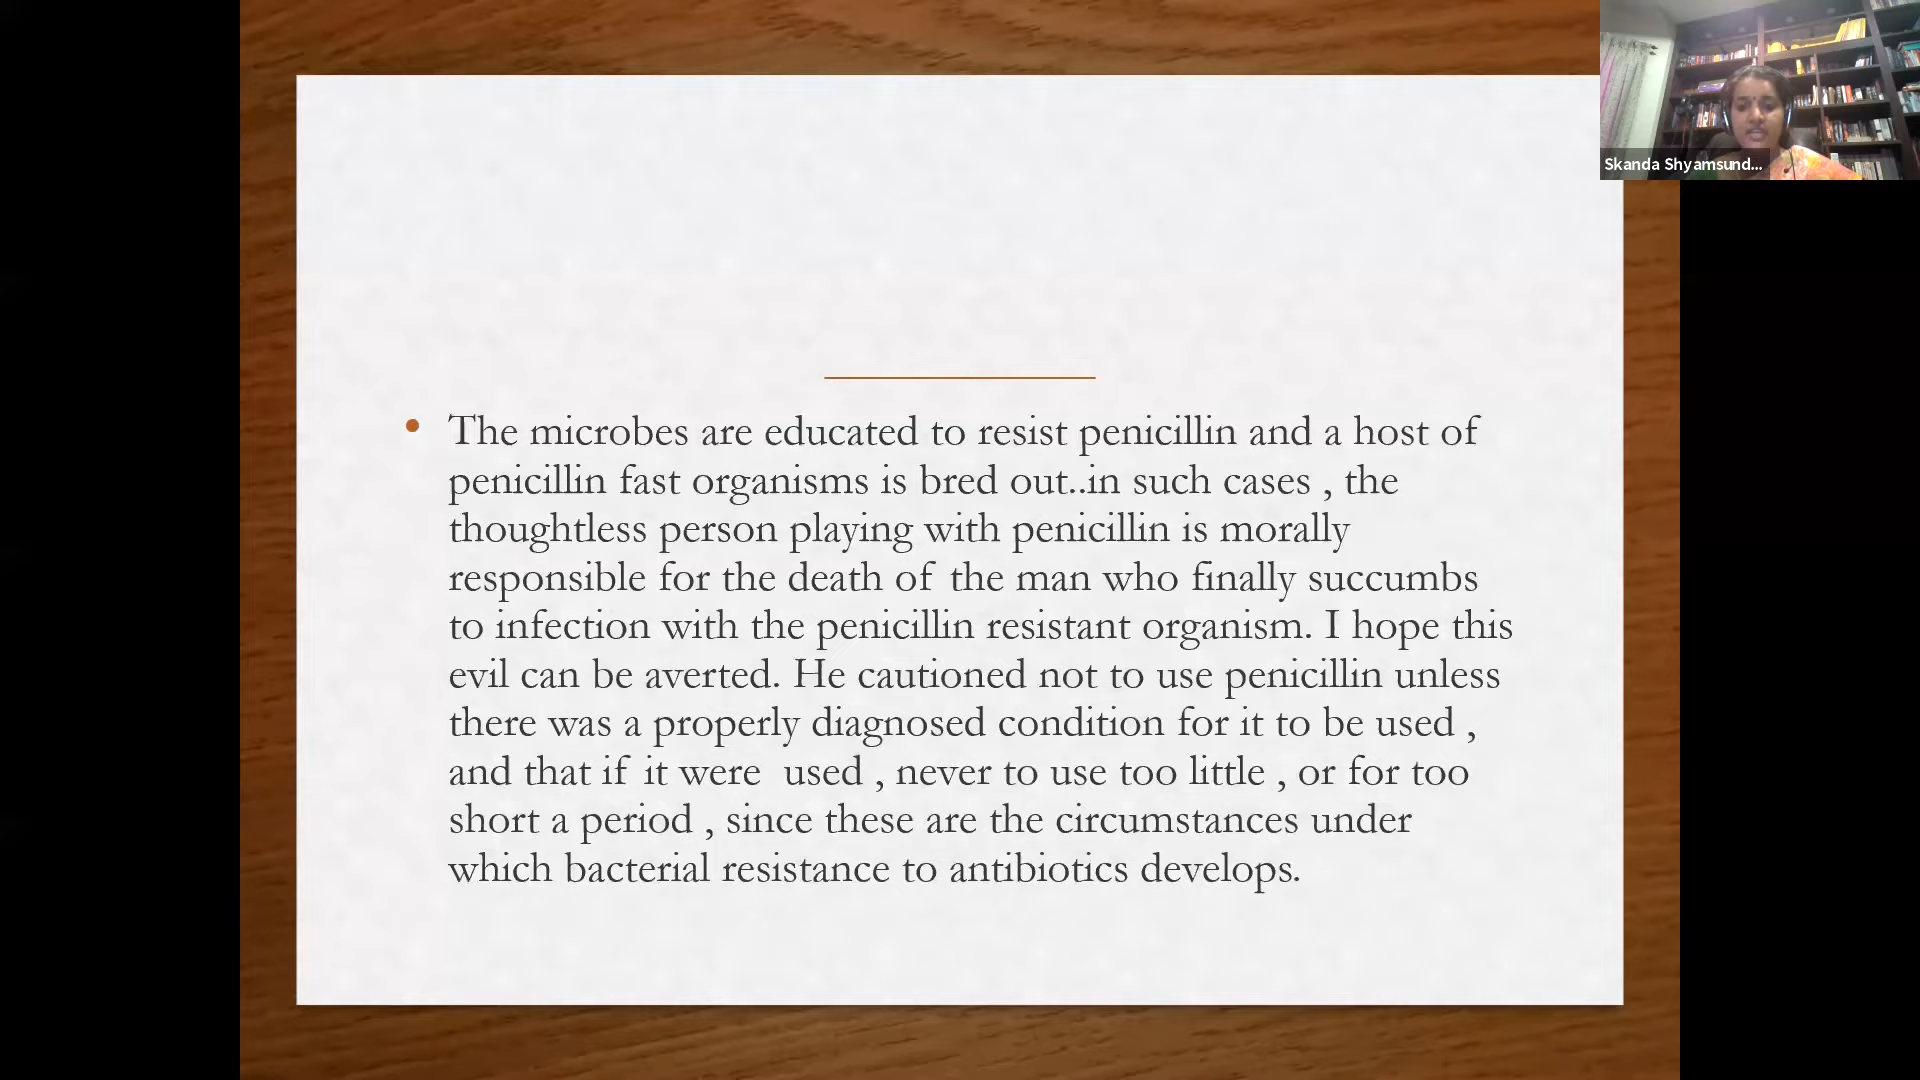 Skanda Shyamsund...
• The microbes are educated to resist penicillin and a host of
penicillin fast organisms is bred out..in such cases , the
thoughtless person playing with penicillin is morally
responsible for the death of the man who finally succumbs
to infection with the penicillin resistant organism. I hope this
evil can be averted. He cautioned not to use penicillin unless
there was a properly diagnosed condition for it to be used ,
and that if it were used , never to use too little , or for too
short a period , since these are the circumstances under
which bacterial resistance to antibiotics develops.